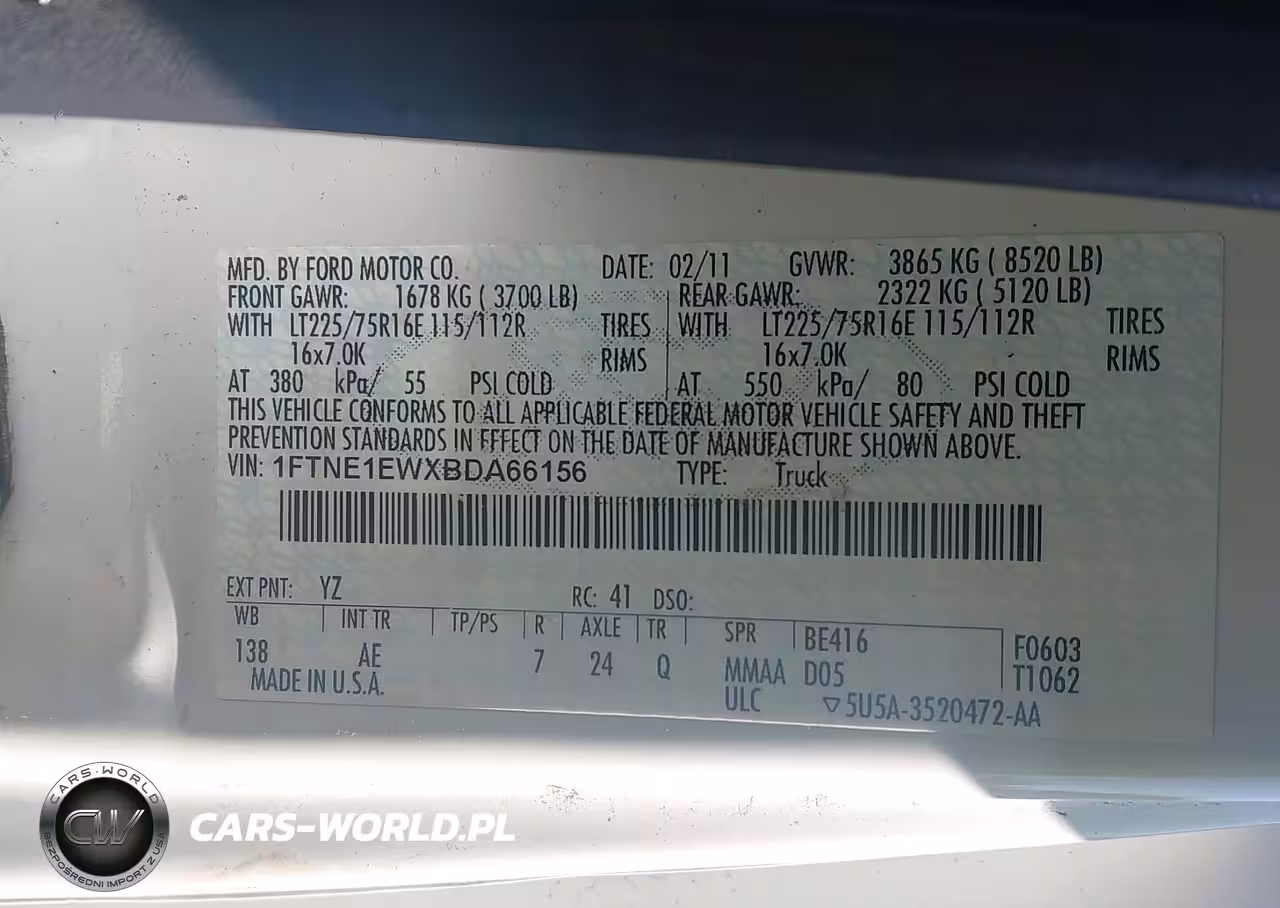 MFD. BY FORD MOTOR CO. DATE: 02/11 GVWR: 3865 KG ( 8520 LB)
FRONT GAWR: 1678 KG ( 3700 LB) REAR GAWR: 2322 KG ( 5120 LB)
WITH LT225/75R16E 115/112R TIRES WITH LT225/75R16E 115/112R TIRES
16x7.0K RIMS 16x7.0K RIMS
AT 380 kPa/ 55 PSI COLD AT 550 kPa/ 80 PSI COLD
THIS VEHICLE CONFORMS TO ALL APPLICABLE FEDERAL MOTOR VEHICLE SAFETY AND THEFT
PREVENTION STANDARDS IN EFFECT ON THE DATE OF MANUFACTURE SHOWN ABOVE.
VIN: 1FTNE1EWXBDA66156 TYPE: Truck
EXT PNT: YZ RC: 41 DSO:
WB INT TR TP/PS R AXLE TR SPR BE416 F0603
138 AE 7 24 Q MMAA D05 T1062
MADE IN U.S.A. ULC ▽5U5A-3520472-AA
CARS-WORLD
CW
BEZPOŚREDNI IMPORT Z USA
CARS-WORLD.PL